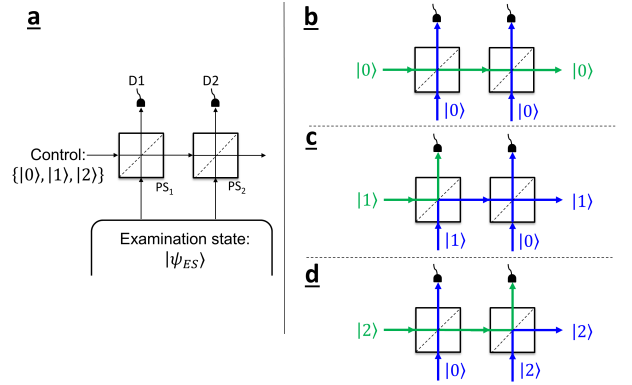 a
D1
D2
Control:
{|0⟩, |1⟩, |2⟩}
PS₁
PS₂
Examination state:
|ψ_ES⟩
b
|0⟩
|0⟩
|0⟩
|0⟩
c
|1⟩
|1⟩
|1⟩
|0⟩
d
|2⟩
|2⟩
|0⟩
|2⟩